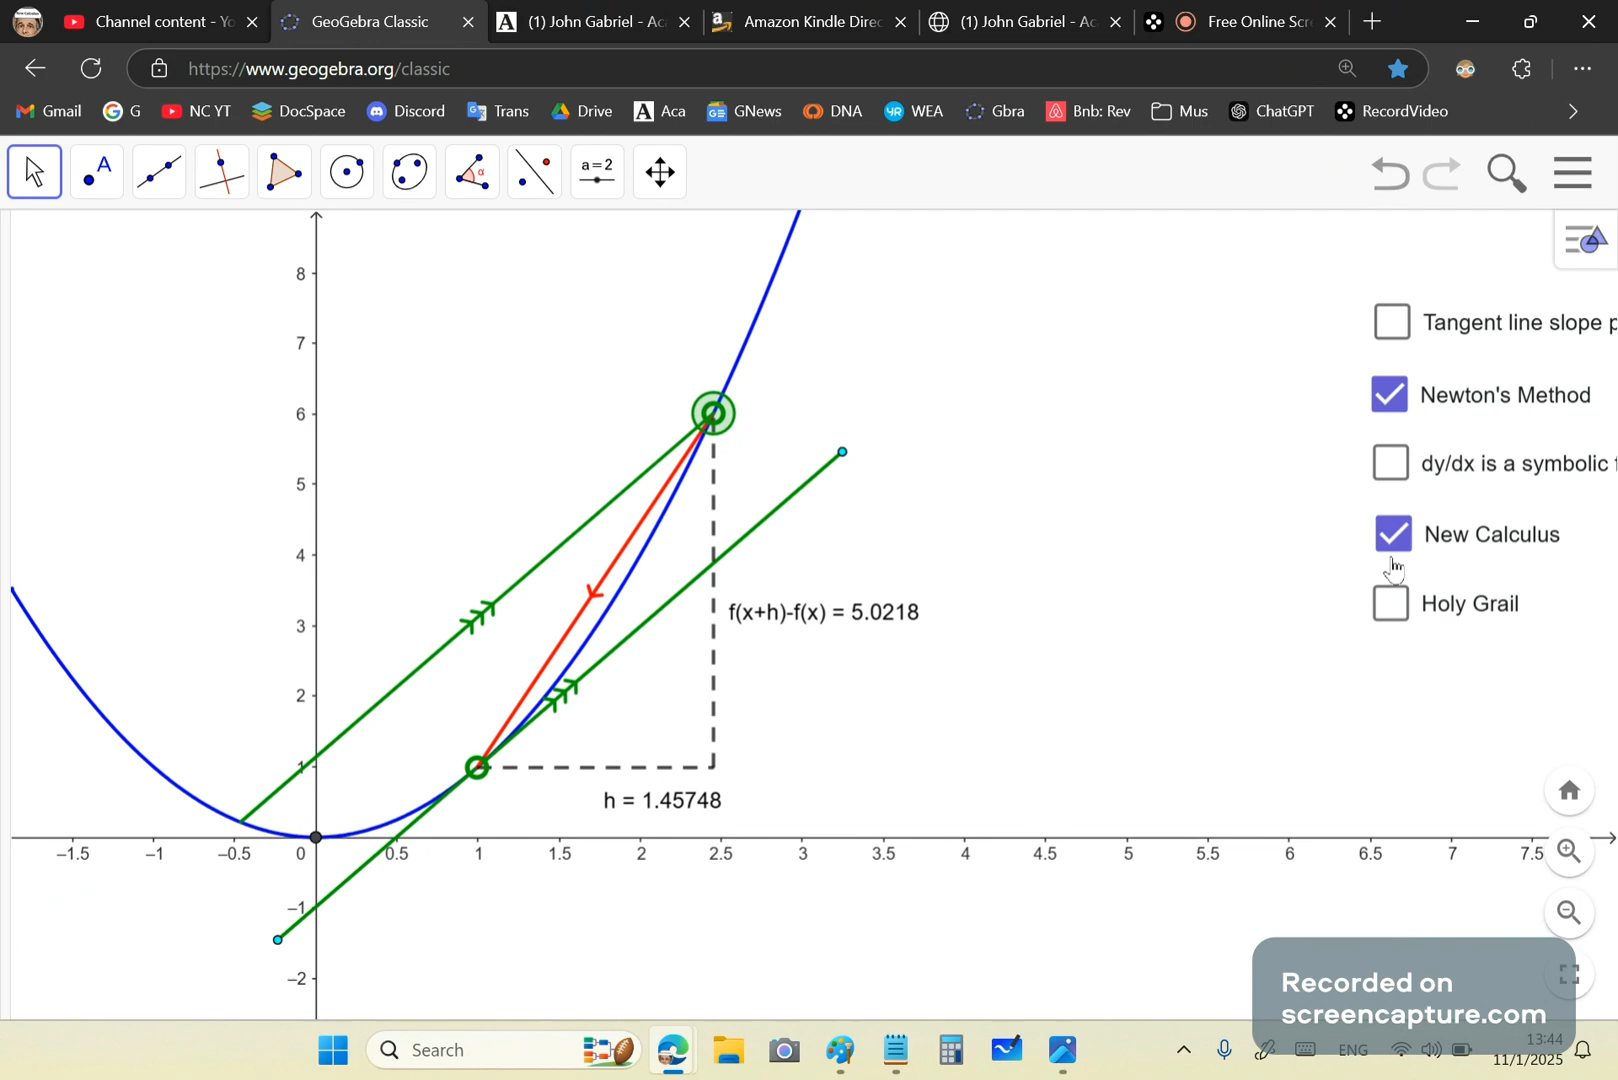 Channel content - Yo
GeoGebra Classic
(1) John Gabriel - Aca
Amazon Kindle Direc
(1) John Gabriel - Aca
Free Online Scr
https://www.geogebra.org/classic
Gmail
G
NC YT
DocSpace
Discord
Trans
Drive
Aca
GNews
DNA
WEA
Gbra
Bnb: Rev
Mus
ChatGPT
RecordVideo
A
α
a=2
8
7
6
5
4
3
2
1
−1
−2
−1.5 −1 −0.5 0 0.5 1 1.5 2 2.5 3 3.5 4 4.5 5 5.5 6 6.5 7 7.5
f(x+h)-f(x) = 5.0218
h = 1.45748
Tangent line slope p
Newton's Method
dy/dx is a symbolic f
New Calculus
Holy Grail
Recorded on
screencapture.com
Search
ENG
13:44
11/1/2025